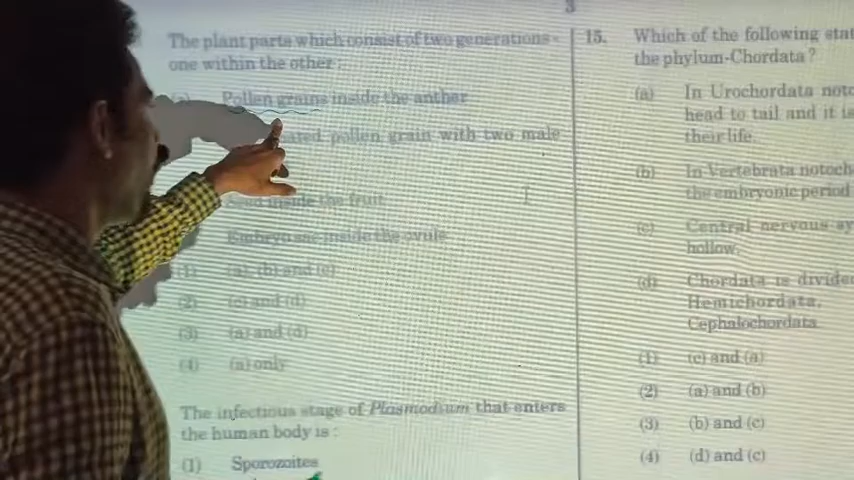 3
The plant parts which consist of two generations -
one within the other :
(a) Pollen grains inside the anther
pollen grain with two male
Seed inside the fruit
Embryo sac inside the ovule
(1) (a), (b) and (c)
(2) (c) and (d)
(3) (a) and (d)
(4) (a) only
The infectious stage of Plasmodium that enters
the human body is :
(1) Sporozoites
15. Which of the following stat
the phylum-Chordata ?
(a) In Urochordata noto
head to tail and it is
their life.
(b) In Vertebrata notoch
the embryonic period
(c) Central nervous sy
hollow.
(d) Chordata is divide
Hemichordata,
Cephalochordata
(1) (c) and (a)
(2) (a) and (b)
(3) (b) and (c)
(4) (d) and (c)